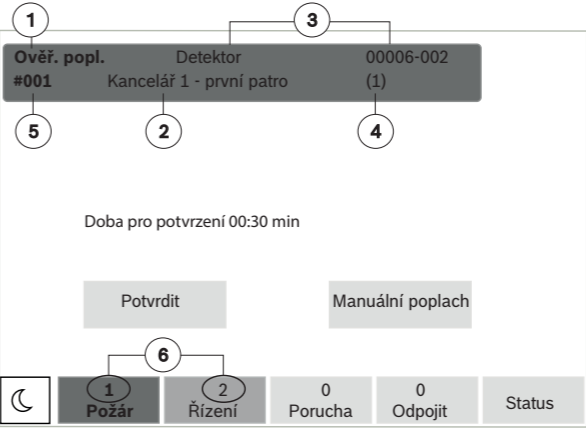 1 3
Ověř. popl. Detektor 00006-002
#001 Kancelář 1 - první patro (1)
5 2 4
Doba pro potvrzení 00:30 min
Potvrdit Manuální poplach
6
1 2 0 0
Požár Řízení Porucha Odpojit Status